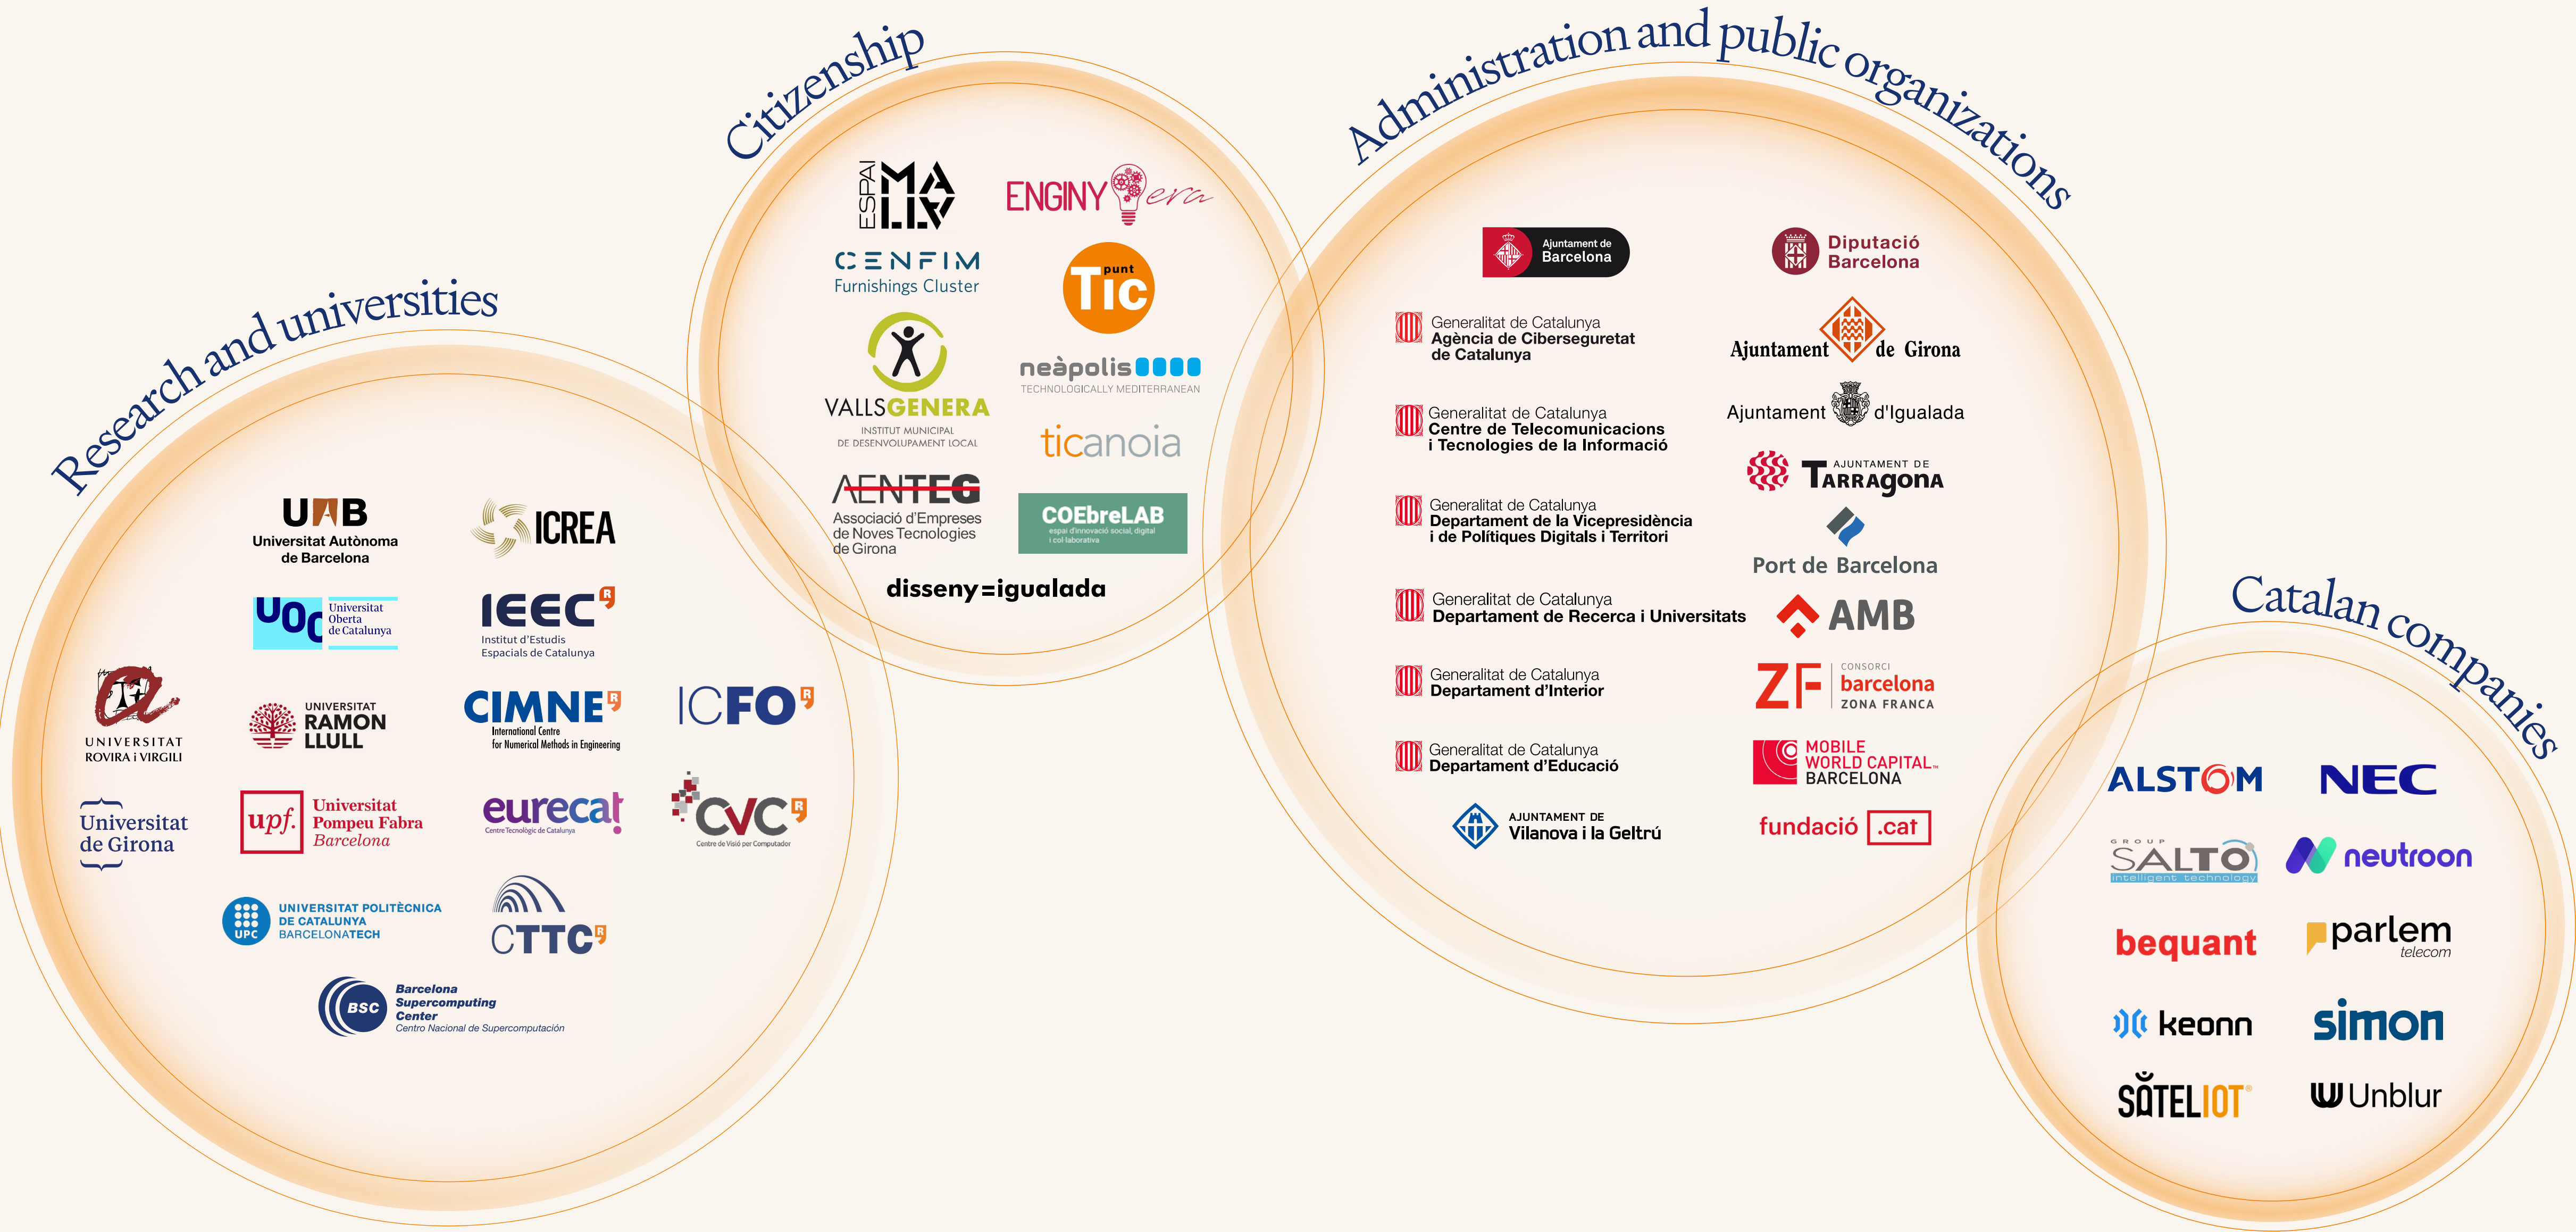 Research and universities
UAB
Universitat Autònoma
de Barcelona
ICREA
UOC
Universitat
Oberta
de Catalunya
IEEC R
Institut d'Estudis
Espacials de Catalunya
UNIVERSITAT
ROVIRA i VIRGILI
UNIVERSITAT
RAMON
LLULL
CIMNE R
International Centre
for Numerical Methods in Engineering
ICFO R
Universitat
de Girona
upf.
Universitat
Pompeu Fabra
Barcelona
eurecat
Centre Tecnològic de Catalunya
CVC R
Centre de Visió per Computador
UPC
UNIVERSITAT POLITÈCNICA
DE CATALUNYA
BARCELONATECH
CTTC R
BSC
Barcelona
Supercomputing
Center
Centro Nacional de Supercomputación
Citizenship
ESPAI
MALLA
ENGINY era
CENFIM
Furnishings Cluster
punt
Tic
VALLSGENERA
INSTITUT MUNICIPAL
DE DESENVOLUPAMENT LOCAL
neàpolis
TECHNOLOGICALLY MEDITERRANEAN
ticanoia
AENTEG
Associació d'Empreses
de Noves Tecnologies
de Girona
COEbreLAB
espai d'innovació social, digital
i col·laborativa
disseny=igualada
Administration and public organizations
Ajuntament de
Barcelona
Diputació
Barcelona
Generalitat de Catalunya
Agència de Ciberseguretat
de Catalunya
Ajuntament de Girona
Generalitat de Catalunya
Centre de Telecomunicacions
i Tecnologies de la Informació
Ajuntament d'Igualada
AJUNTAMENT DE
TARRAgonA
Generalitat de Catalunya
Departament de la Vicepresidència
i de Polítiques Digitals i Territori
Port de Barcelona
Generalitat de Catalunya
Departament de Recerca i Universitats
AMB
Generalitat de Catalunya
Departament d'Interior
ZF
CONSORCI
barcelona
ZONA FRANCA
Generalitat de Catalunya
Departament d'Educació
MOBILE
WORLD CAPITAL™
BARCELONA
AJUNTAMENT DE
Vilanova i la Geltrú
fundació .cat
Catalan companies
ALSTOM
NEC
GROUP
SALTO
intelligent technology
neutroon
bequant
parlem
telecom
keonn
simon
SATELIOT®
Unblur